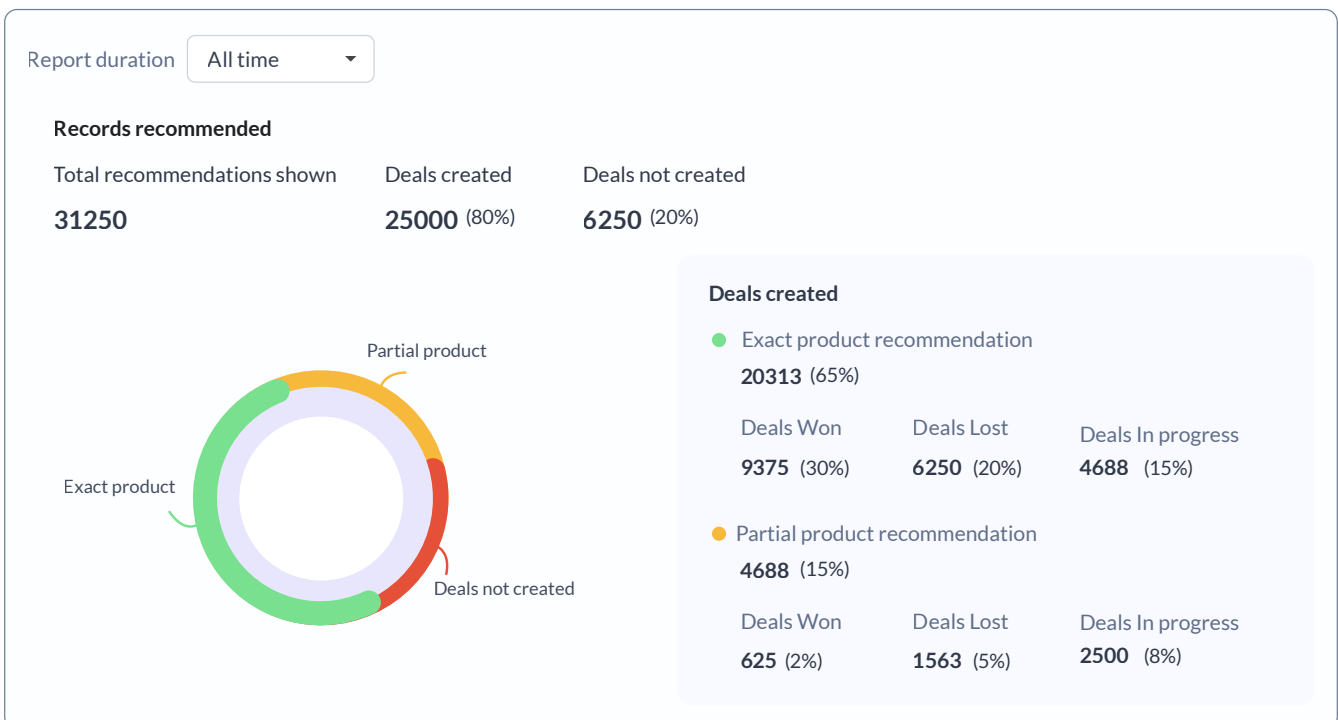 Report duration All time
Records recommended
Total recommendations shown Deals created Deals not created
31250 25000 (80%) 6250 (20%)
Partial product
Exact product
Deals not created
Deals created
Exact product recommendation
20313 (65%)
Deals Won Deals Lost Deals In progress
9375 (30%) 6250 (20%) 4688 (15%)
Partial product recommendation
4688 (15%)
Deals Won Deals Lost Deals In progress
625 (2%) 1563 (5%) 2500 (8%)